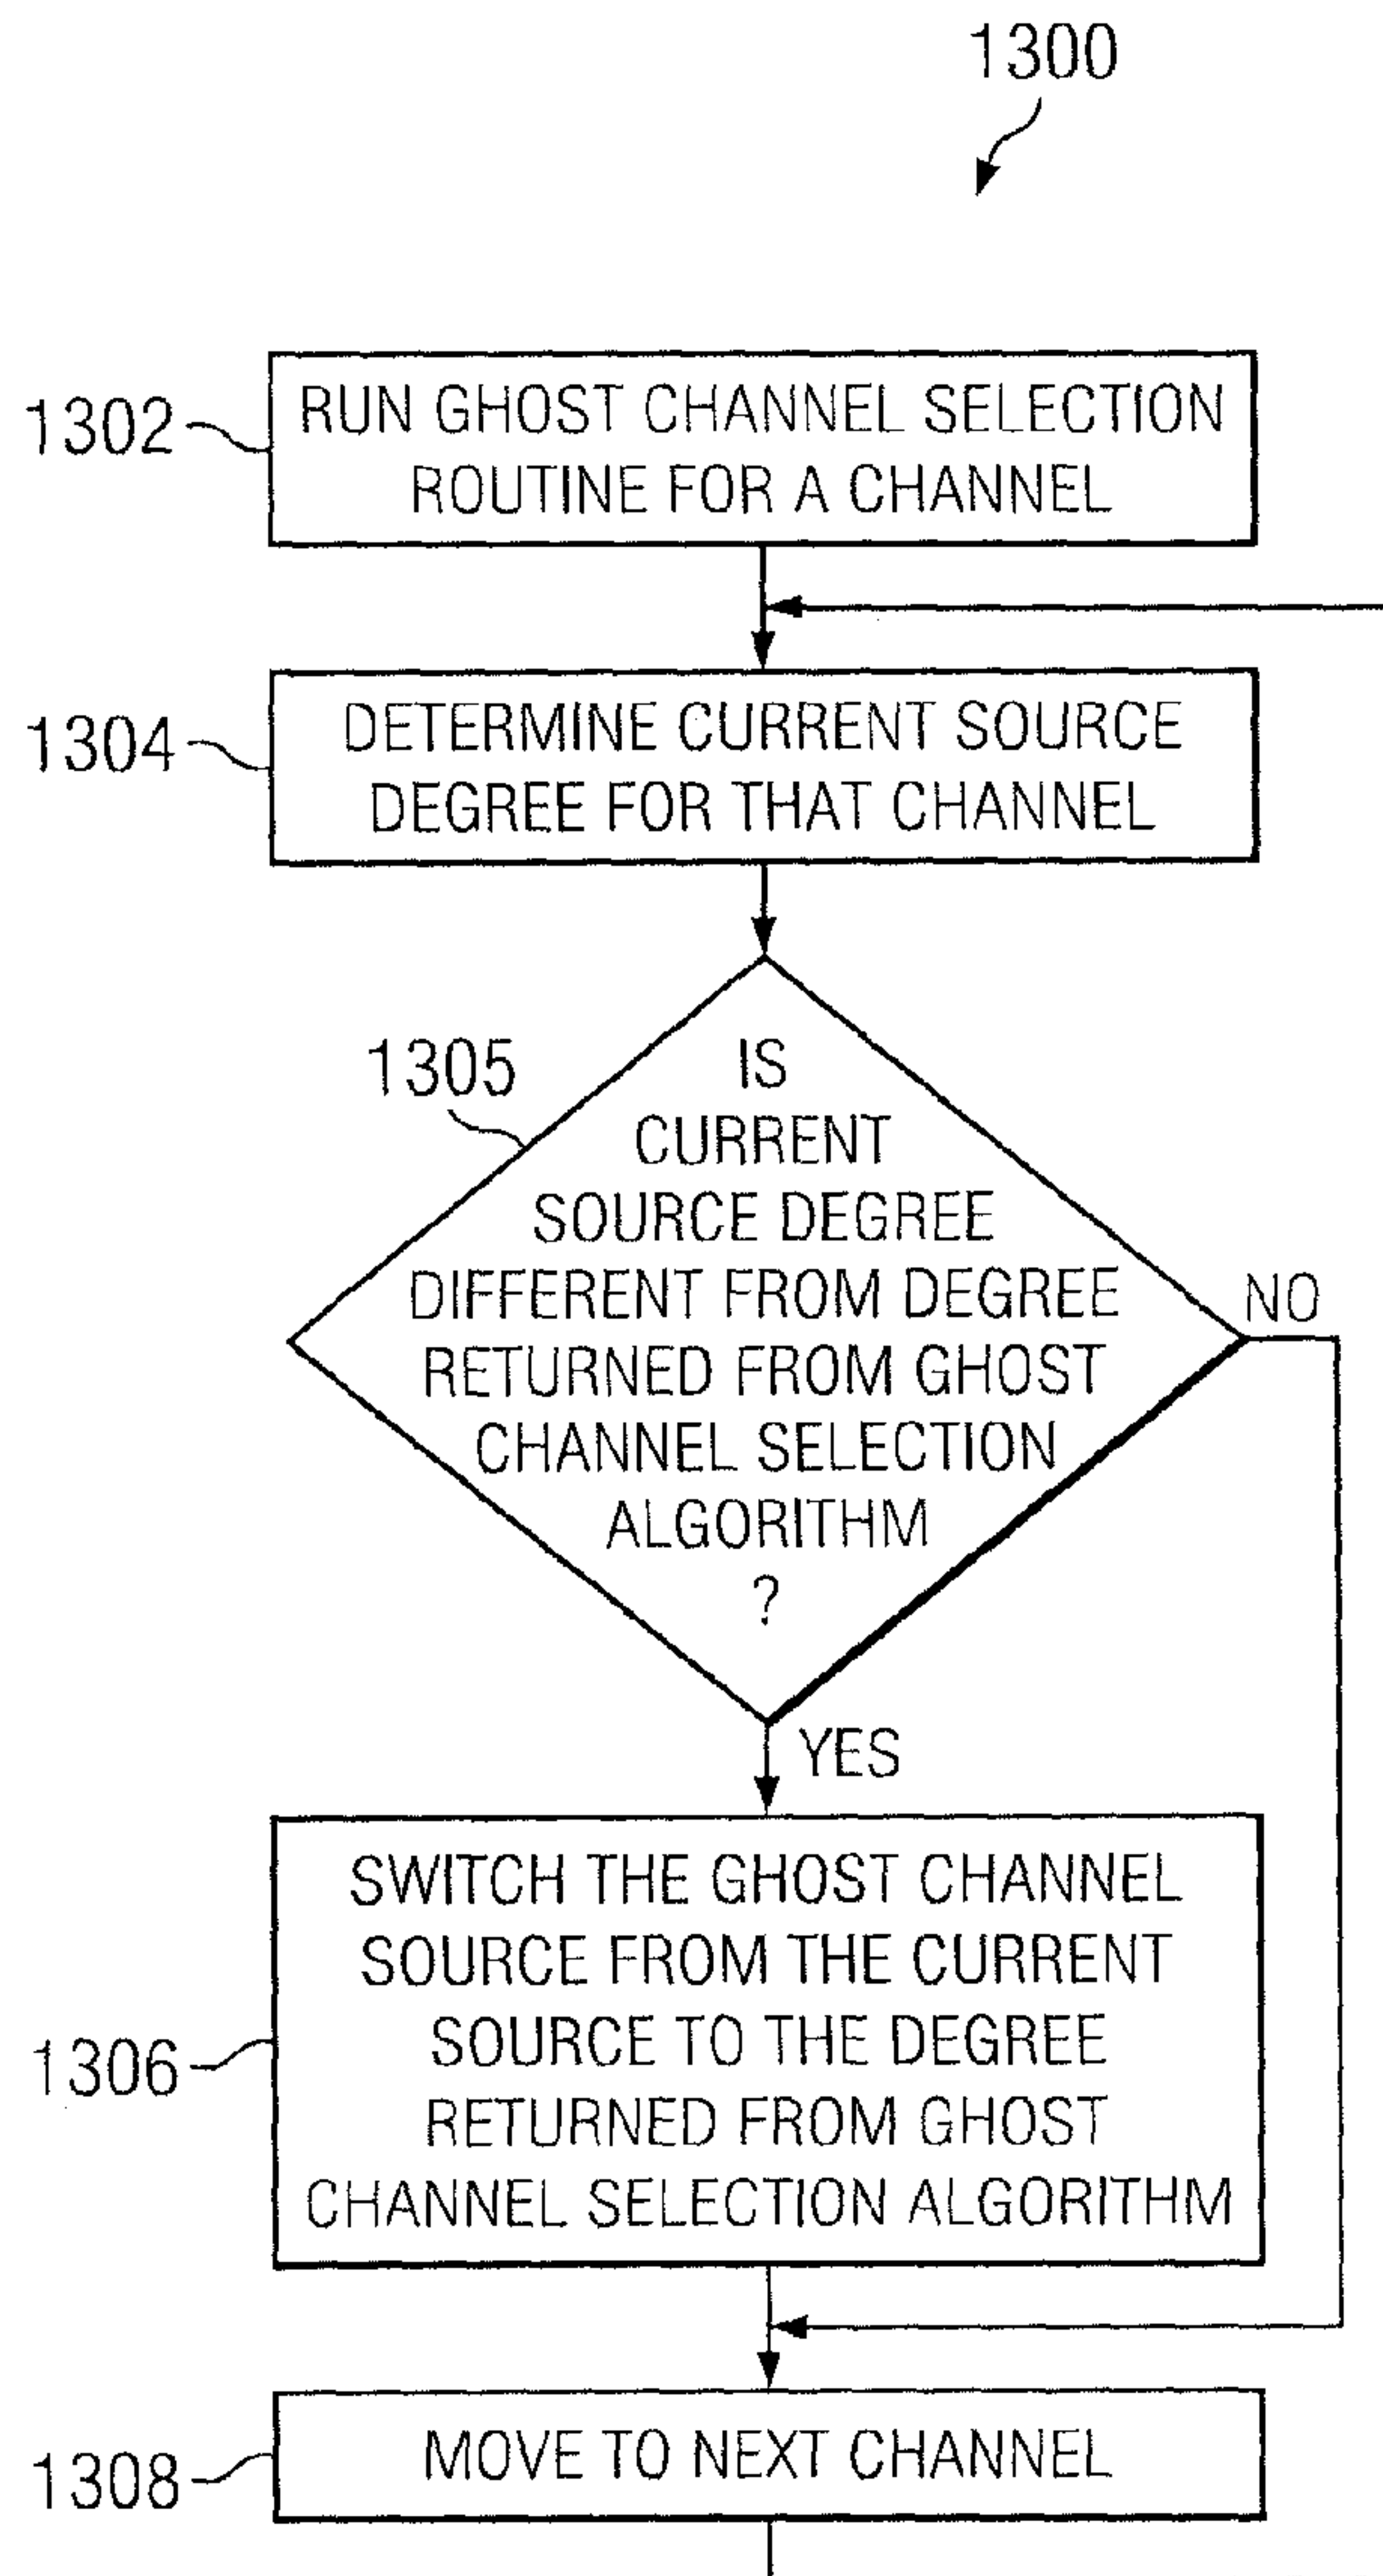 1300
1302
RUN GHOST CHANNEL SELECTION
ROUTINE FOR A CHANNEL
1304
DETERMINE CURRENT SOURCE
DEGREE FOR THAT CHANNEL
1305
IS
CURRENT
SOURCE DEGREE
DIFFERENT FROM DEGREE
RETURNED FROM GHOST
CHANNEL SELECTION
ALGORITHM
?
NO
YES
1306
SWITCH THE GHOST CHANNEL
SOURCE FROM THE CURRENT
SOURCE TO THE DEGREE
RETURNED FROM GHOST
CHANNEL SELECTION ALGORITHM
1308
MOVE TO NEXT CHANNEL